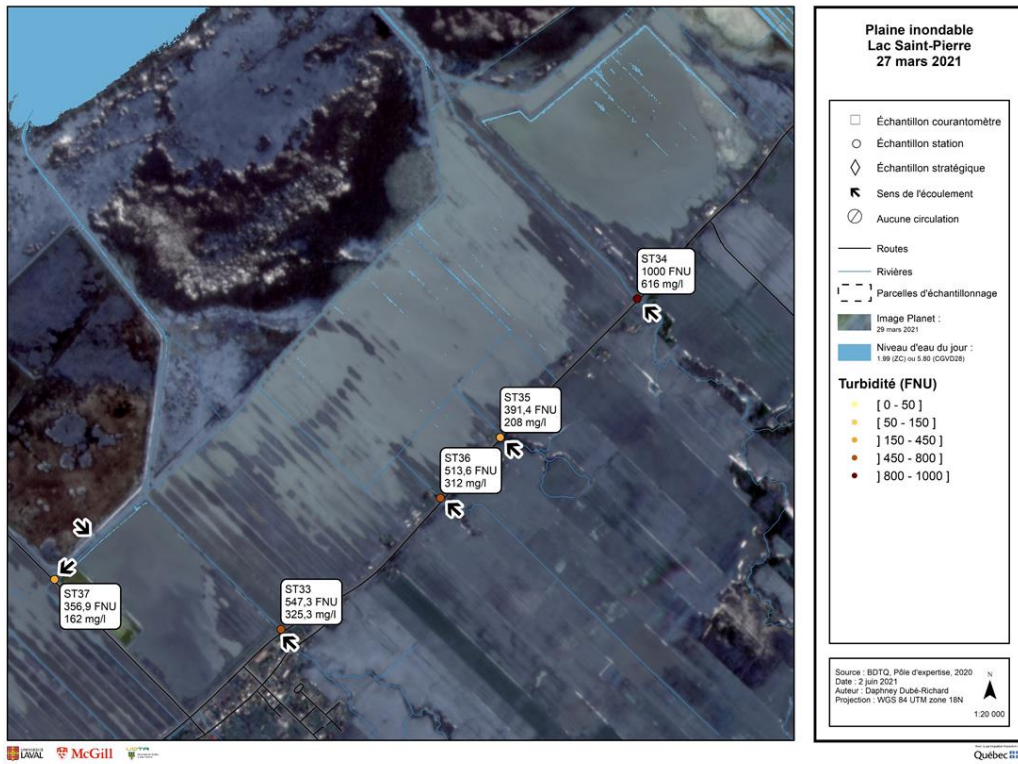 Plaine inondable
Lac Saint-Pierre
27 mars 2021
Échantillon courantomètre
Échantillon station
Échantillon stratégique
Sens de l'écoulement
Aucune circulation
Routes
Rivières
Parcelles d'échantillonnage
Image Planet :
29 mars 2021
Niveau d'eau du jour :
1.99 (ZC) ou 5.80 (CGVD28)
Turbidité (FNU)
[ 0 - 50 ]
[ 50 - 150 ]
] 150 - 450 ]
] 450 - 800 ]
] 800 - 1000 ]
Source : BDTQ, Pôle d'expertise, 2020
Date : 2 juin 2021
Auteur : Daphney Dubé-Richard
Projection : WGS 84 UTM zone 18N
N
1:20 000
ST34
1000 FNU
616 mg/l
ST35
391,4 FNU
208 mg/l
ST36
513,6 FNU
312 mg/l
ST33
547,3 FNU
325,3 mg/l
ST37
356,9 FNU
162 mg/l
LAVAL
McGill
UQTR
Québec